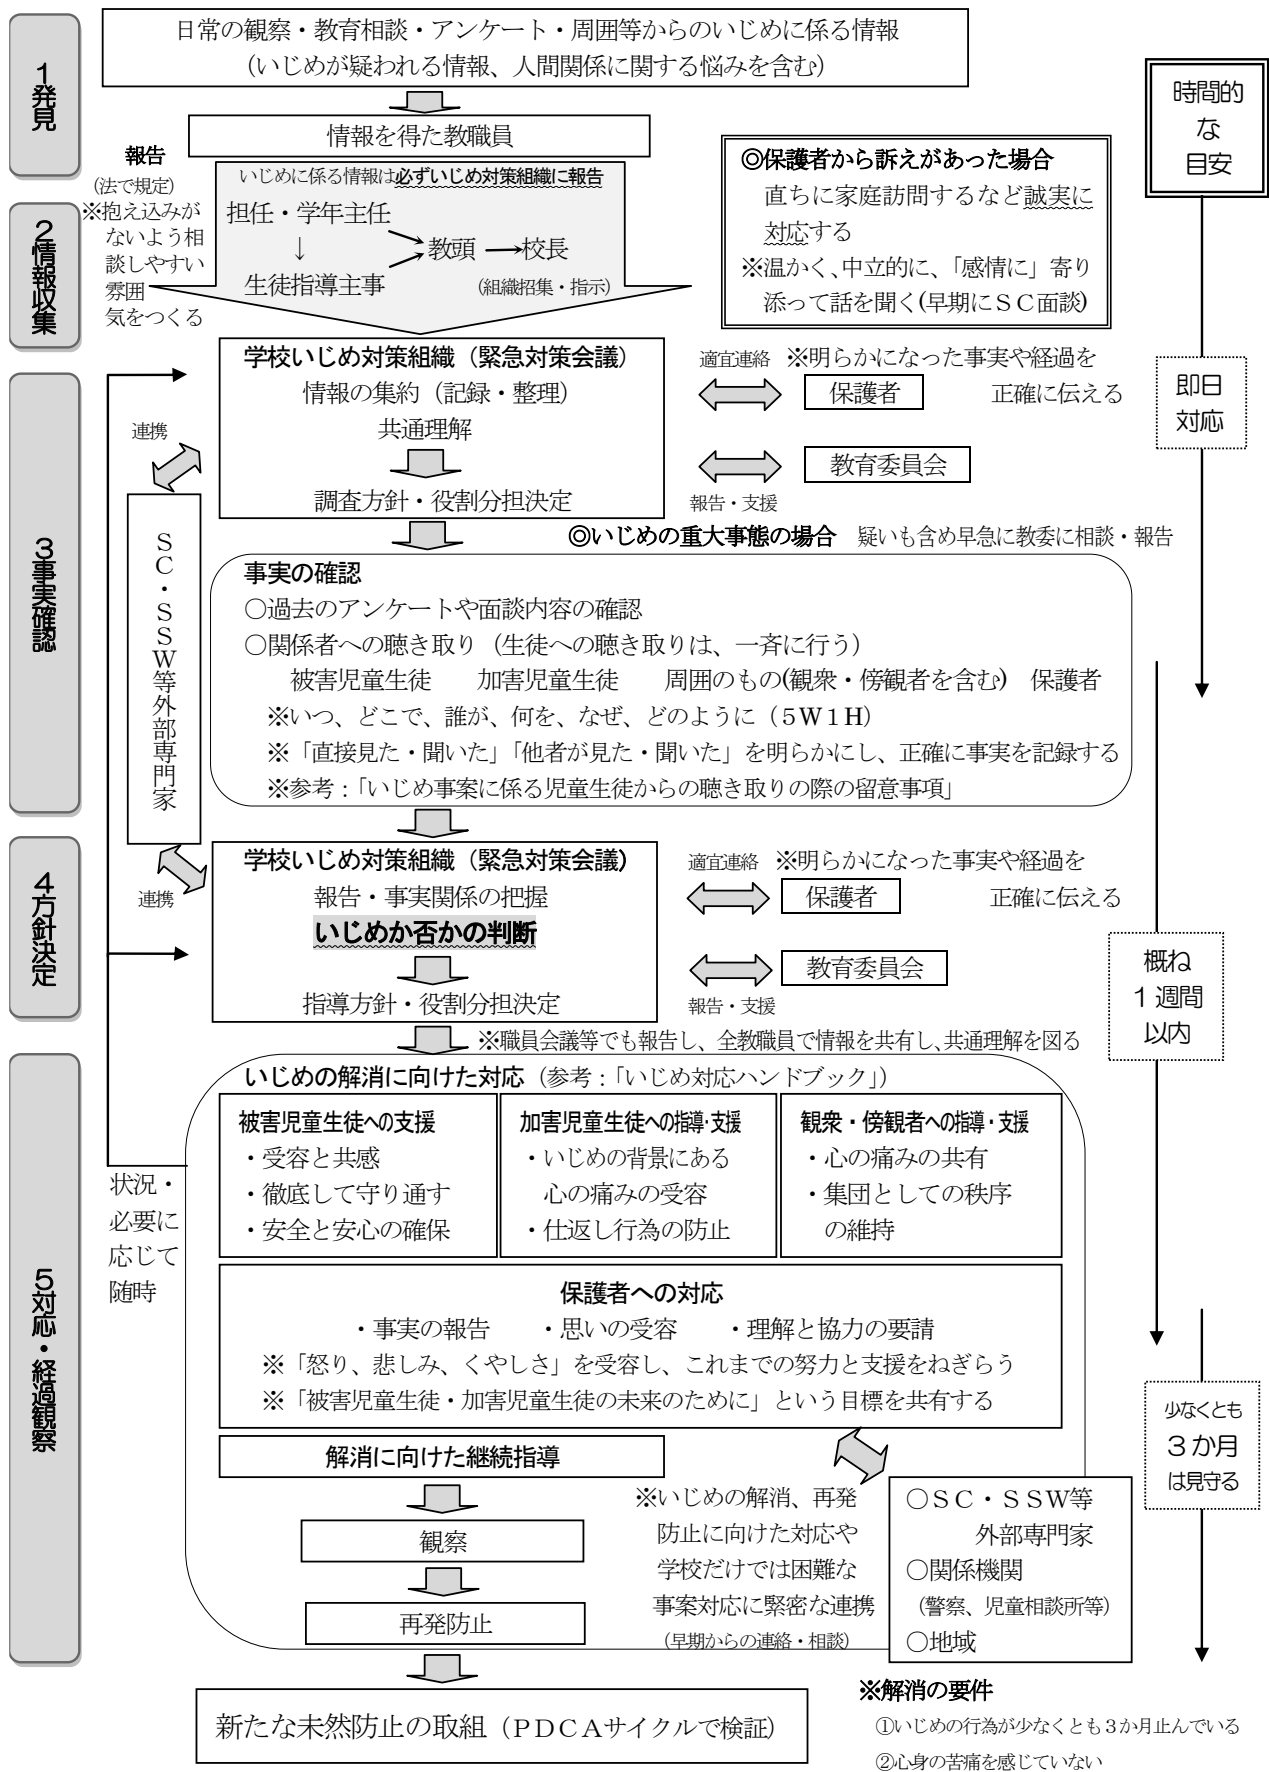 1発見
日常の観察・教育相談・アンケート・周囲等からのいじめに係る情報
（いじめが疑われる情報、人間関係に関する悩みを含む）
情報を得た教職員
時間的
な
目安
報告
（法で規定）
※抱え込みが
ないよう相
談しやすい
雰囲
気をつくる
いじめに係る情報は必ずいじめ対策組織に報告
担任・学年主任
↓
生徒指導主事
教頭
校長
（組織招集・指示）
◎保護者から訴えがあった場合
直ちに家庭訪問するなど誠実に
対応する
※温かく、中立的に、「感情に」寄り
添って話を聞く(早期にＳＣ面談)
2情報収集
学校いじめ対策組織（緊急対策会議）
情報の集約（記録・整理）
共通理解
調査方針・役割分担決定
適宜連絡 ※明らかになった事実や経過を
保護者 正確に伝える
教育委員会
報告・支援
即日
対応
連携
ＳＣ・ＳＳＷ等外部専門家
連携
3事実確認
◎いじめの重大事態の場合 疑いも含め早急に教委に相談・報告
事実の確認
○過去のアンケートや面談内容の確認
○関係者への聴き取り（生徒への聴き取りは、一斉に行う）
被害児童生徒 加害児童生徒 周囲のもの(観衆・傍観者を含む) 保護者
※いつ、どこで、誰が、何を、なぜ、どのように（５Ｗ１Ｈ）
※「直接見た・聞いた」「他者が見た・聞いた」を明らかにし、正確に事実を記録する
※参考：「いじめ事案に係る児童生徒からの聴き取りの際の留意事項」
4方針決定
学校いじめ対策組織（緊急対策会議）
報告・事実関係の把握
いじめか否かの判断
指導方針・役割分担決定
適宜連絡 ※明らかになった事実や経過を
保護者 正確に伝える
教育委員会
報告・支援
概ね
１週間
以内
※職員会議等でも報告し、全教職員で情報を共有し、共通理解を図る
5対応・経過観察
いじめの解消に向けた対応（参考：「いじめ対応ハンドブック」）
被害児童生徒への支援
・受容と共感
・徹底して守り通す
・安全と安心の確保
加害児童生徒への指導・支援
・いじめの背景にある
心の痛みの受容
・仕返し行為の防止
観衆・傍観者への指導・支援
・心の痛みの共有
・集団としての秩序
の維持
状況・
必要に
応じて
随時
保護者への対応
・事実の報告 ・思いの受容 ・理解と協力の要請
※「怒り、悲しみ、くやしさ」を受容し、これまでの努力と支援をねぎらう
※「被害児童生徒・加害児童生徒の未来のために」という目標を共有する
少なくとも
３か月
は見守る
解消に向けた継続指導
観察
再発防止
※いじめの解消、再発
防止に向けた対応や
学校だけでは困難な
事案対応に緊密な連携
（早期からの連絡・相談）
○ＳＣ・ＳＳＷ等
外部専門家
○関係機関
（警察、児童相談所等）
○地域
新たな未然防止の取組（ＰＤＣＡサイクルで検証）
※解消の要件
①いじめの行為が少なくとも３か月止んでいる
②心身の苦痛を感じていない